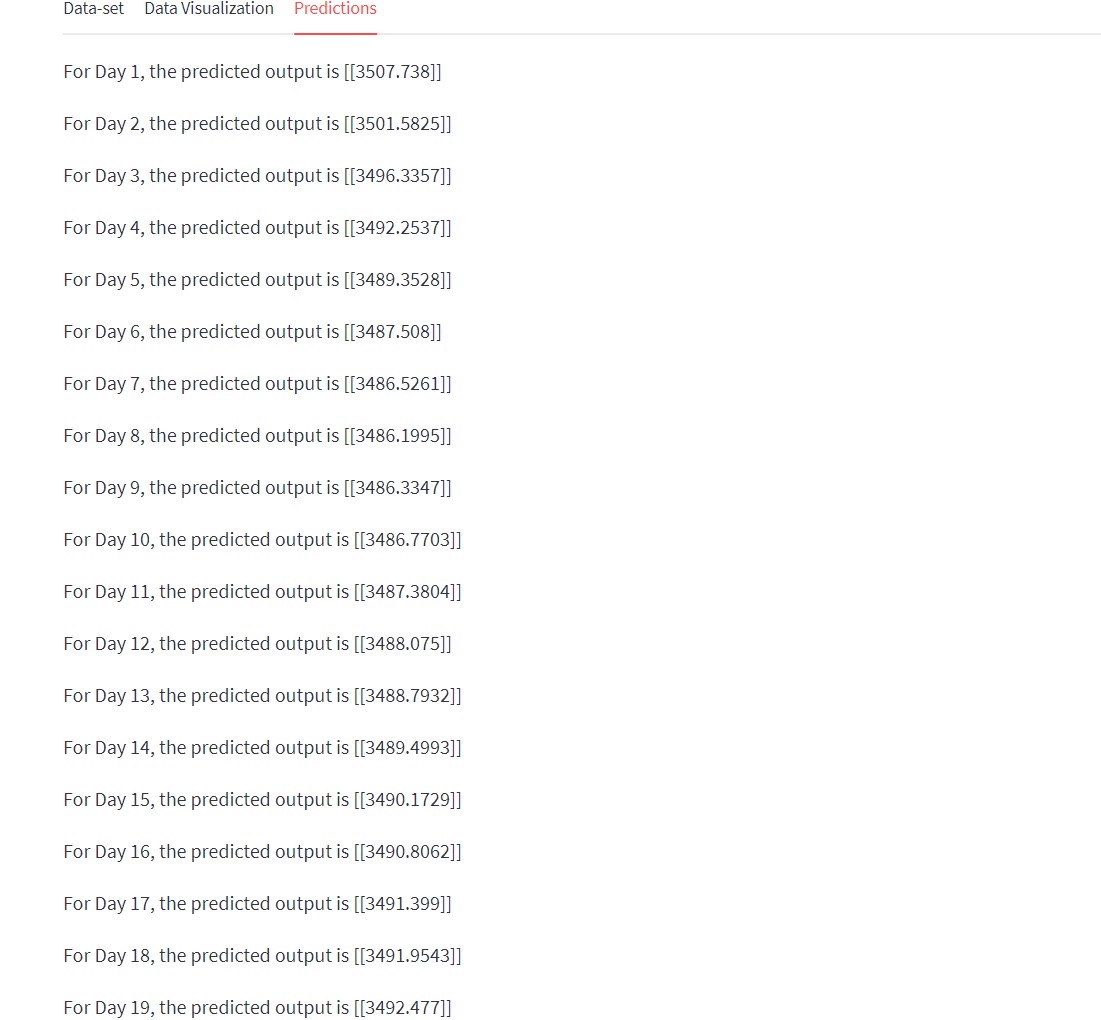 Data-set Data Visualization Predictions
For Day 1, the predicted output is [[3507.738]]
For Day 2, the predicted output is [[3501.5825]]
For Day 3, the predicted output is [[3496.3357]]
For Day 4, the predicted output is [[3492.2537]]
For Day 5, the predicted output is [[3489.3528]]
For Day 6, the predicted output is [[3487.508]]
For Day 7, the predicted output is [[3486.5261]]
For Day 8, the predicted output is [[3486.1995]]
For Day 9, the predicted output is [[3486.3347]]
For Day 10, the predicted output is [[3486.7703]]
For Day 11, the predicted output is [[3487.3804]]
For Day 12, the predicted output is [[3488.075]]
For Day 13, the predicted output is [[3488.7932]]
For Day 14, the predicted output is [[3489.4993]]
For Day 15, the predicted output is [[3490.1729]]
For Day 16, the predicted output is [[3490.8062]]
For Day 17, the predicted output is [[3491.399]]
For Day 18, the predicted output is [[3491.9543]]
For Day 19, the predicted output is [[3492.477]]